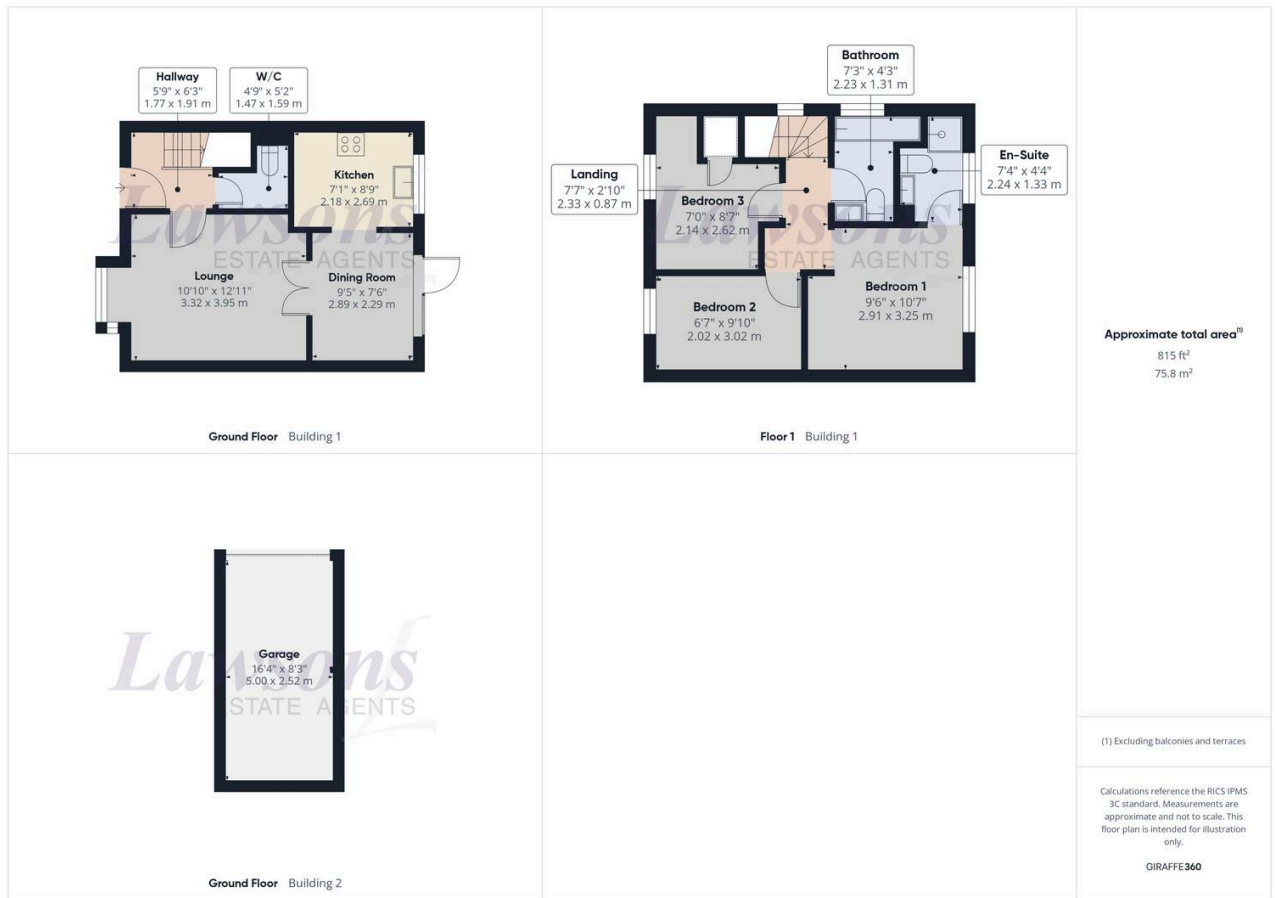 Hallway
5'9" x 6'3"
1.77 x 1.91 m
W/C
4'9" x 5'2"
1.47 x 1.59 m
Kitchen
7'1" x 8'9"
2.18 x 2.69 m
Lounge
10'10" x 12'11"
3.32 x 3.95 m
Dining Room
9'5" x 7'6"
2.89 x 2.29 m
Lawsons
ESTATE AGENTS
Ground Floor Building 1
Bathroom
7'3" x 4'3"
2.23 x 1.31 m
Landing
7'7" x 2'10"
2.33 x 0.87 m
En-Suite
7'4" x 4'4"
2.24 x 1.33 m
Bedroom 3
7'0" x 8'7"
2.14 x 2.62 m
Bedroom 2
6'7" x 9'10"
2.02 x 3.02 m
Bedroom 1
9'6" x 10'7"
2.91 x 3.25 m
Lawsons
ESTATE AGENTS
Floor 1 Building 1
Garage
16'4" x 8'3"
5.00 x 2.52 m
Lawsons
ESTATE AGENTS
Ground Floor Building 2
Approximate total area⁽¹⁾
815 ft²
75.8 m²
(1) Excluding balconies and terraces
Calculations reference the RICS IPMS
3C standard. Measurements are
approximate and not to scale. This
floor plan is intended for illustration
only.
GIRAFFE360